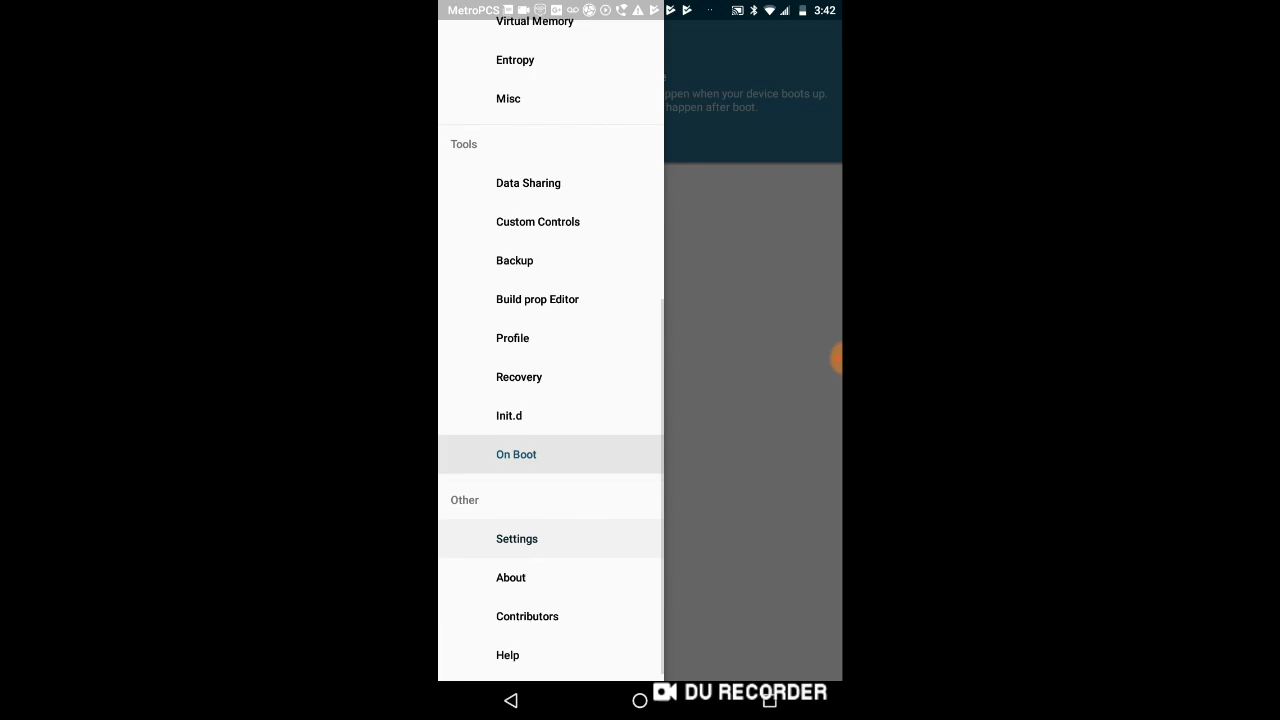 MetroPCS 3:42
Virtual Memory
Entropy
Misc
ppen when your device boots up.
happen after boot.
Tools
Data Sharing
Custom Controls
Backup
Build prop Editor
Profile
Recovery
Init.d
On Boot
Other
Settings
About
Contributors
Help
DU RECORDER